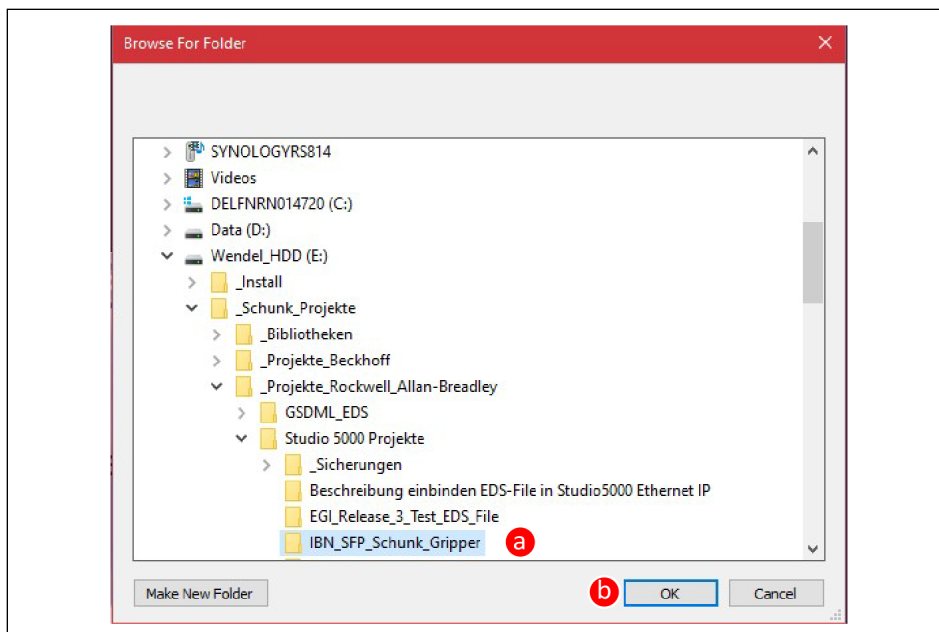 Browse For Folder
SYNOLOGYRS814
Videos
DELFNRN014720 (C:)
Data (D:)
Wendel_HDD (E:)
_Install
_Schunk_Projekte
_Bibliotheken
_Projekte_Beckhoff
_Projekte_Rockwell_Allan-Breadley
GSDML_EDS
Studio 5000 Projekte
_Sicherungen
Beschreibung einbinden EDS-File in Studio5000 Ethernet IP
EGI_Release_3_Test_EDS_File
IBN_SFP_Schunk_Gripper a
Make New Folder b OK Cancel